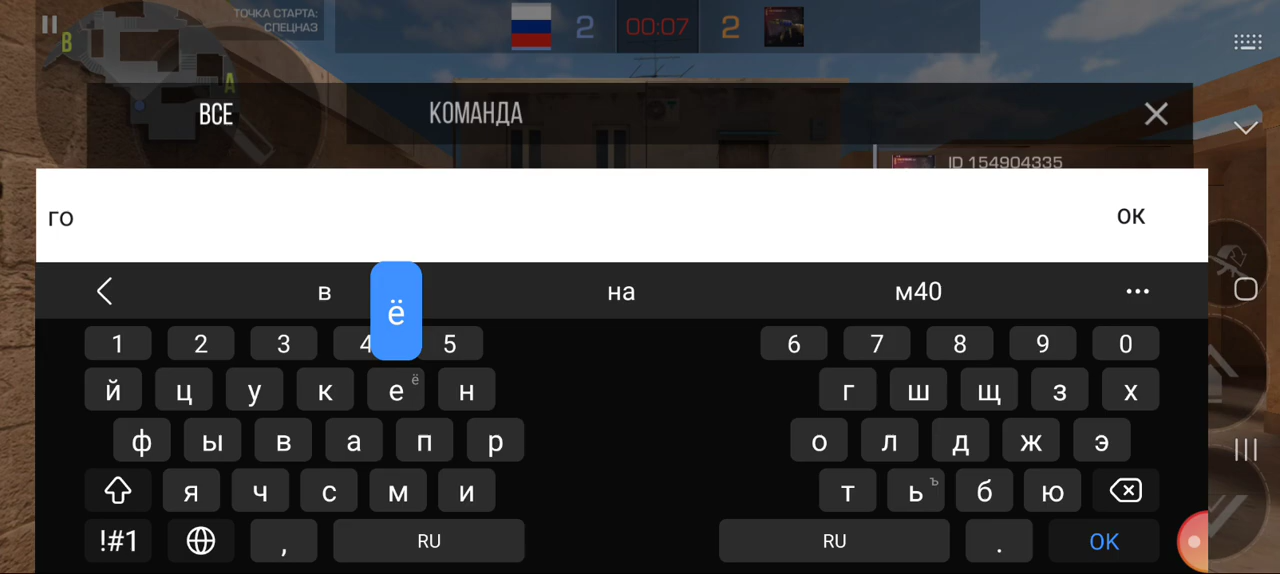 ТОЧКА СТАРТА:
СПЕЦНАЗ
2 00:07 2
B
A
ВСЕ КОМАНДА
ID 154904335
го ОК
в ё на м40
1 2 3 4 5 6 7 8 9 0
й ц у к е ё н г ш щ з х
ф ы в а п р о л д ж э
я ч с м и т ь ъ б ю
!#1 , RU RU . OK